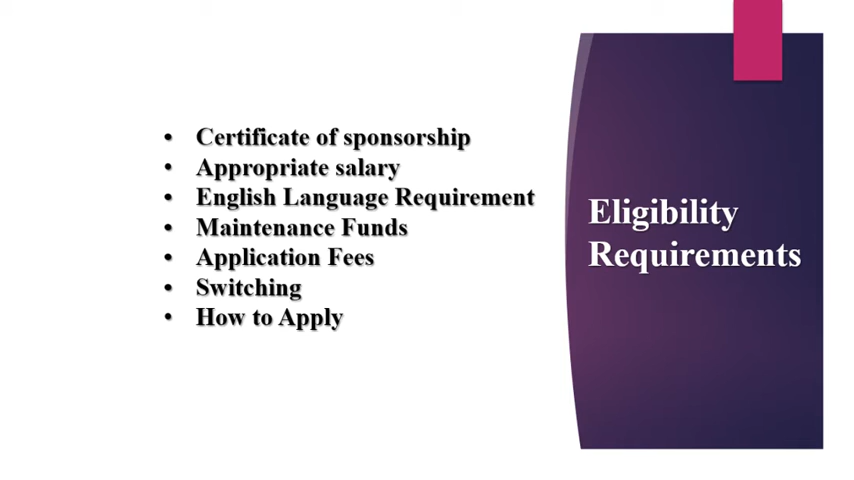 • Certificate of sponsorship
• Appropriate salary
• English Language Requirement
• Maintenance Funds
• Application Fees
• Switching
• How to Apply
Eligibility
Requirements